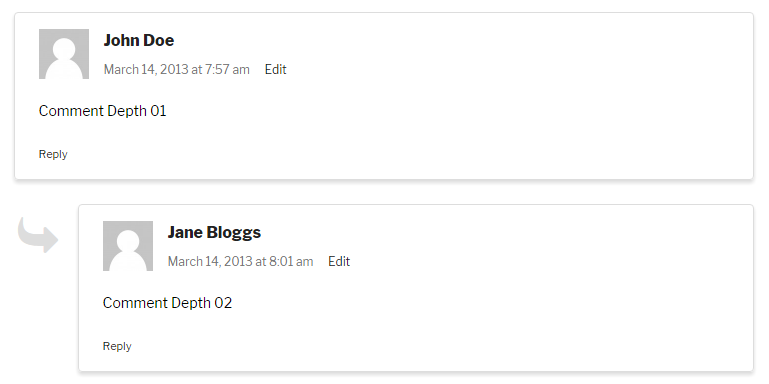 John Doe
March 14, 2013 at 7:57 am Edit
Comment Depth 01
Reply
Jane Bloggs
March 14, 2013 at 8:01 am Edit
Comment Depth 02
Reply